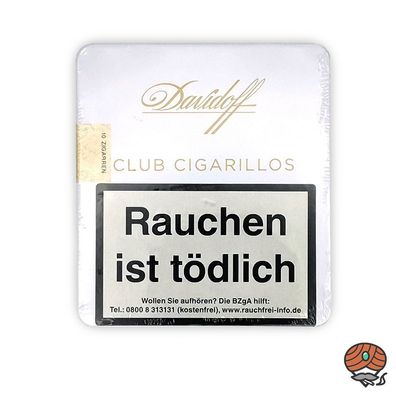 Davidoff
10 ZIGARREN
CLUB CIGARILLOS
Rauchen
ist tödlich
Wollen Sie aufhören? Die BZgA hilft:
Tel.: 0800 8 313131 (kostenfrei), www.rauchfrei-info.de